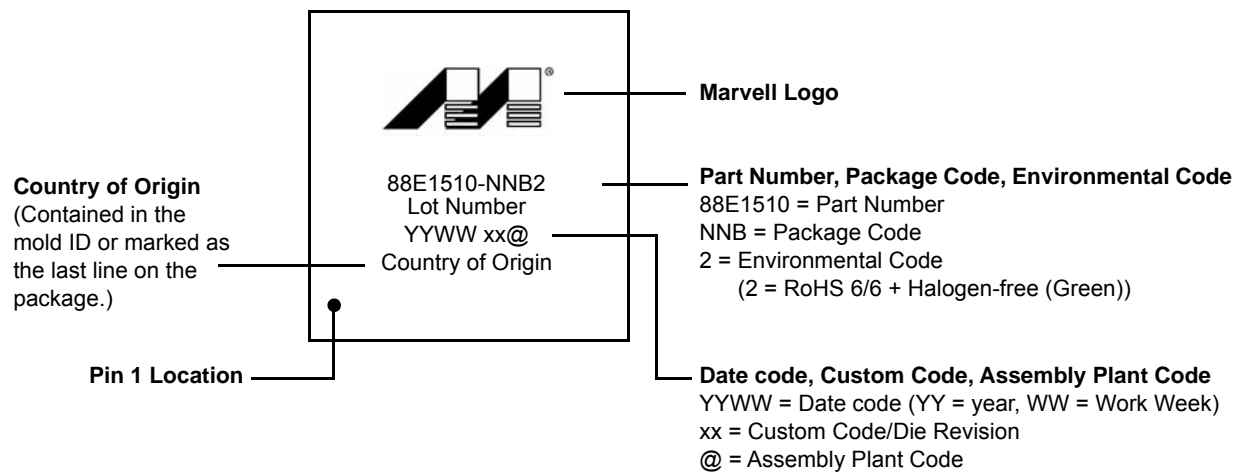 ®
Marvell Logo
88E1510-NNB2
Lot Number
YYWW xx@
Country of Origin
Country of Origin
(Contained in the
mold ID or marked as
the last line on the
package.)
Part Number, Package Code, Environmental Code
88E1510 = Part Number
NNB = Package Code
2 = Environmental Code
(2 = RoHS 6/6 + Halogen-free (Green))
Pin 1 Location
Date code, Custom Code, Assembly Plant Code
YYWW = Date code (YY = year, WW = Work Week)
xx = Custom Code/Die Revision
@ = Assembly Plant Code